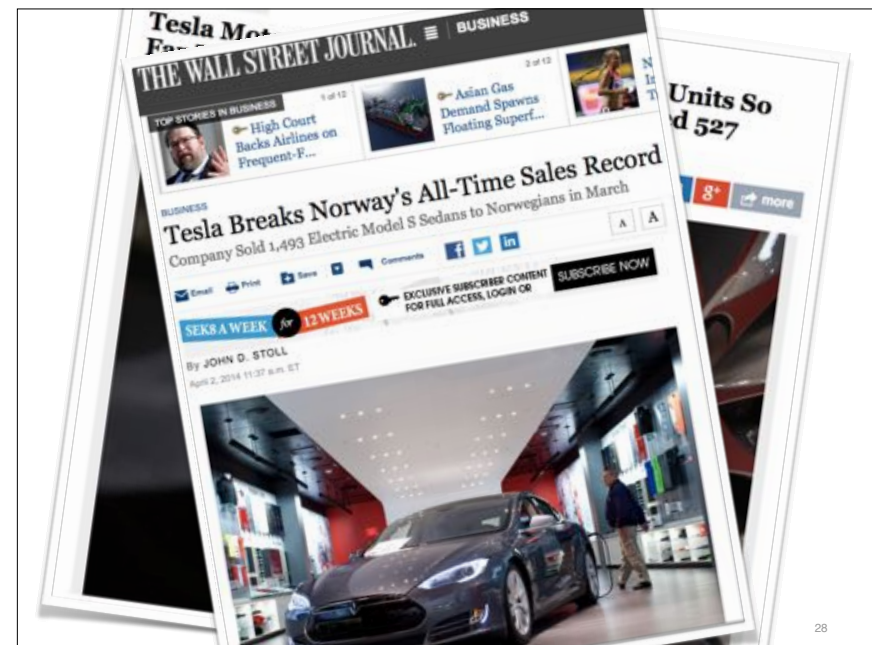 Tesla Mot
Far
THE WALL STREET JOURNAL. BUSINESS
TOP STORIES IN BUSINESS
1 of 12
High Court
Backs Airlines on
Frequent-F...
2 of 12
Asian Gas
Demand Spawns
Floating Superf...
N
In
T
Units So
d 527
g+ more
BUSINESS
Tesla Breaks Norway's All-Time Sales Record
Company Sold 1,493 Electric Model S Sedans to Norwegians in March
Email Print Save Comments f in A A
SEK8 A WEEK for 12 WEEKS
EXCLUSIVE SUBSCRIBER CONTENT
FOR FULL ACCESS, LOGIN OR
SUBSCRIBE NOW
By JOHN D. STOLL
April 2, 2014 11:37 a.m. ET
28